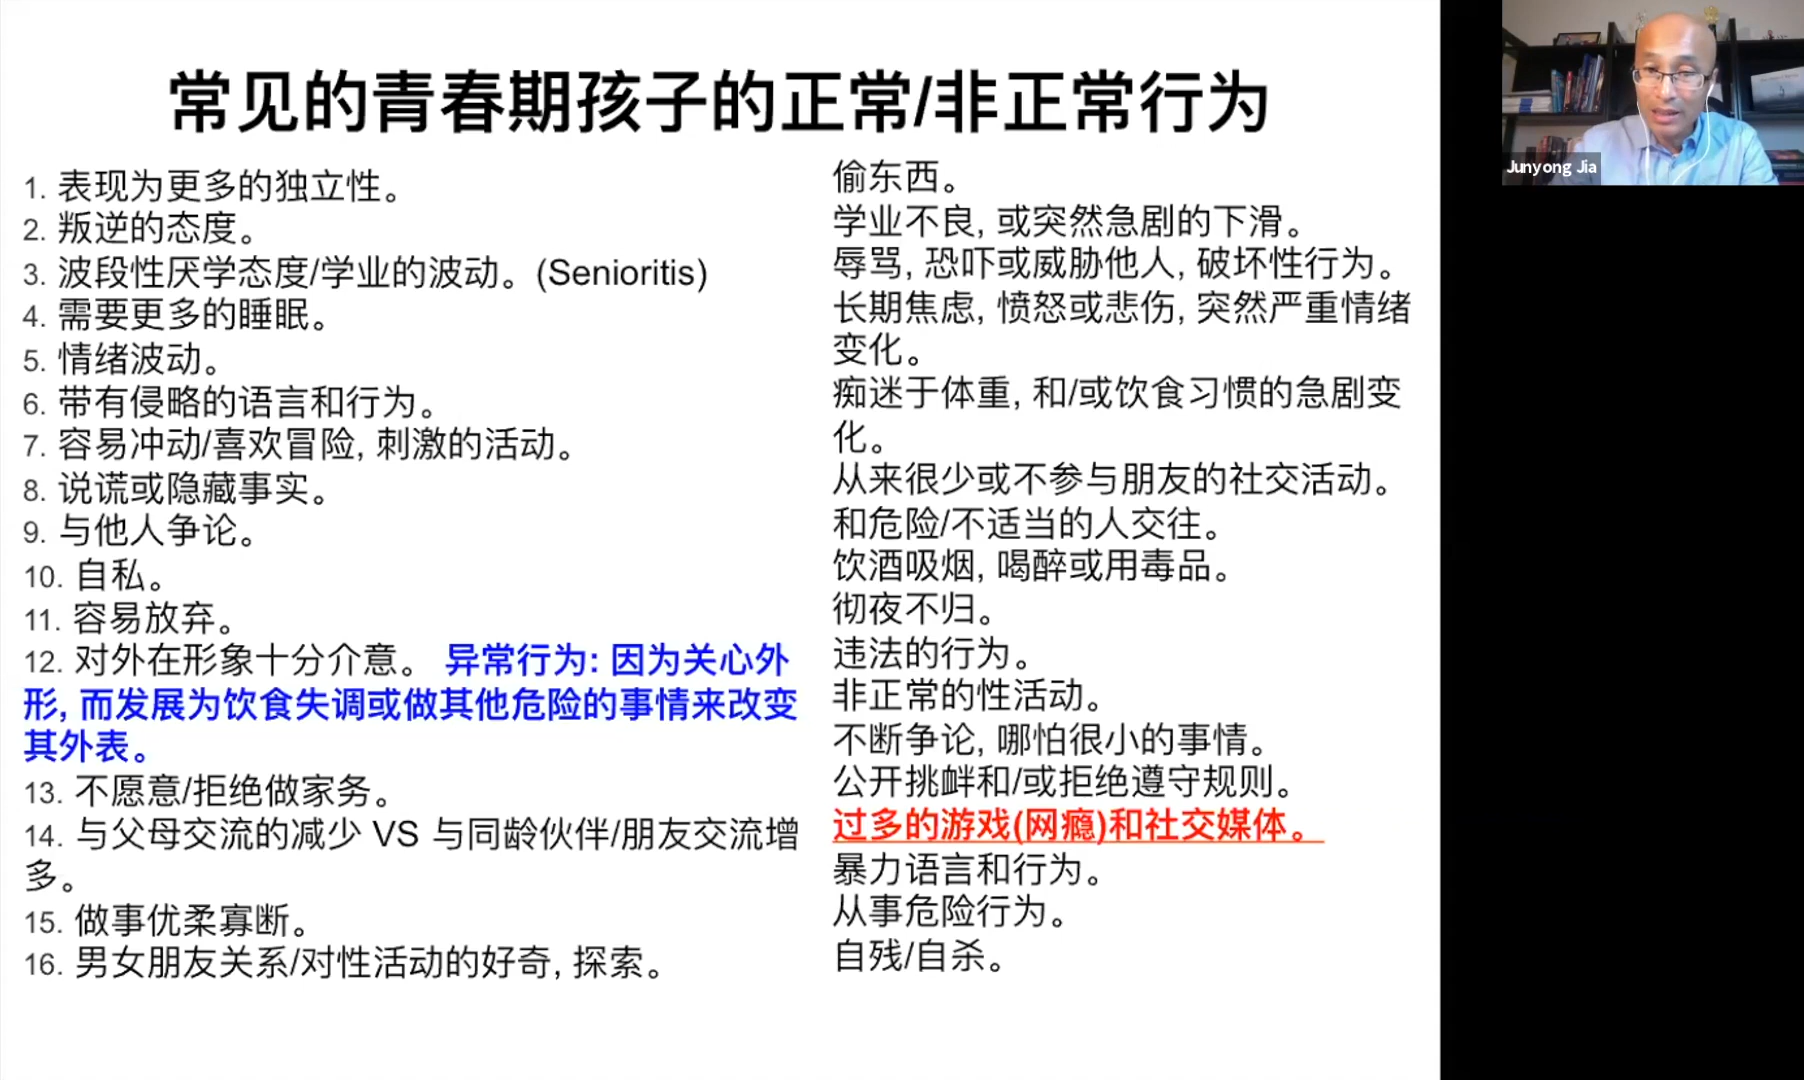 常见的青春期孩子的正常/非正常行为
1. 表现为更多的独立性。
2. 叛逆的态度。
3. 波段性厌学态度/学业的波动。(Senioritis)
4. 需要更多的睡眠。
5. 情绪波动。
6. 带有侵略的语言和行为。
7. 容易冲动/喜欢冒险, 刺激的活动。
8. 说谎或隐藏事实。
9. 与他人争论。
10. 自私。
11. 容易放弃。
12. 对外在形象十分介意。 异常行为: 因为关心外
形, 而发展为饮食失调或做其他危险的事情来改变
其外表。
13. 不愿意/拒绝做家务。
14. 与父母交流的减少 VS 与同龄伙伴/朋友交流增
多。
15. 做事优柔寡断。
16. 男女朋友关系/对性活动的好奇, 探索。
偷东西。
学业不良, 或突然急剧的下滑。
辱骂, 恐吓或威胁他人, 破坏性行为。
长期焦虑, 愤怒或悲伤, 突然严重情绪
变化。
痴迷于体重, 和/或饮食习惯的急剧变
化。
从来很少或不参与朋友的社交活动。
和危险/不适当的人交往。
饮酒吸烟, 喝醉或用毒品。
彻夜不归。
违法的行为。
非正常的性活动。
不断争论, 哪怕很小的事情。
公开挑衅和/或拒绝遵守规则。
过多的游戏(网瘾)和社交媒体。
暴力语言和行为。
从事危险行为。
自残/自杀。
Junyong Jia